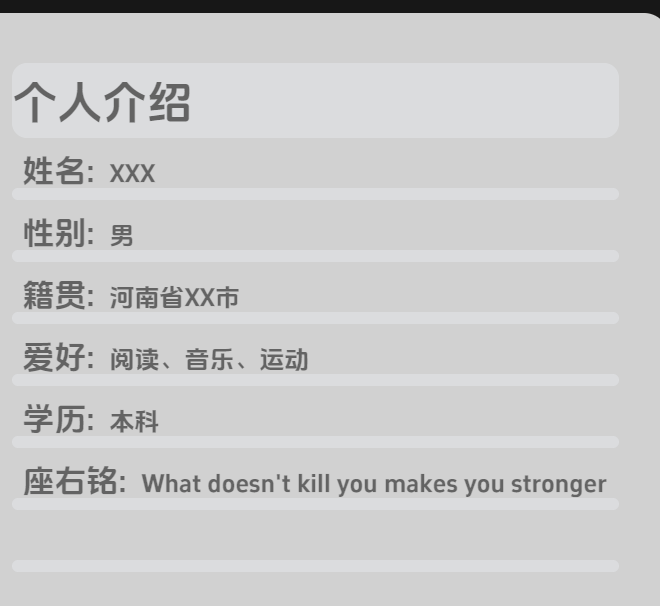 个人介绍
姓名: XXX
性别: 男
籍贯: 河南省XX市
爱好: 阅读、音乐、运动
学历: 本科
座右铭: What doesn't kill you makes you stronger